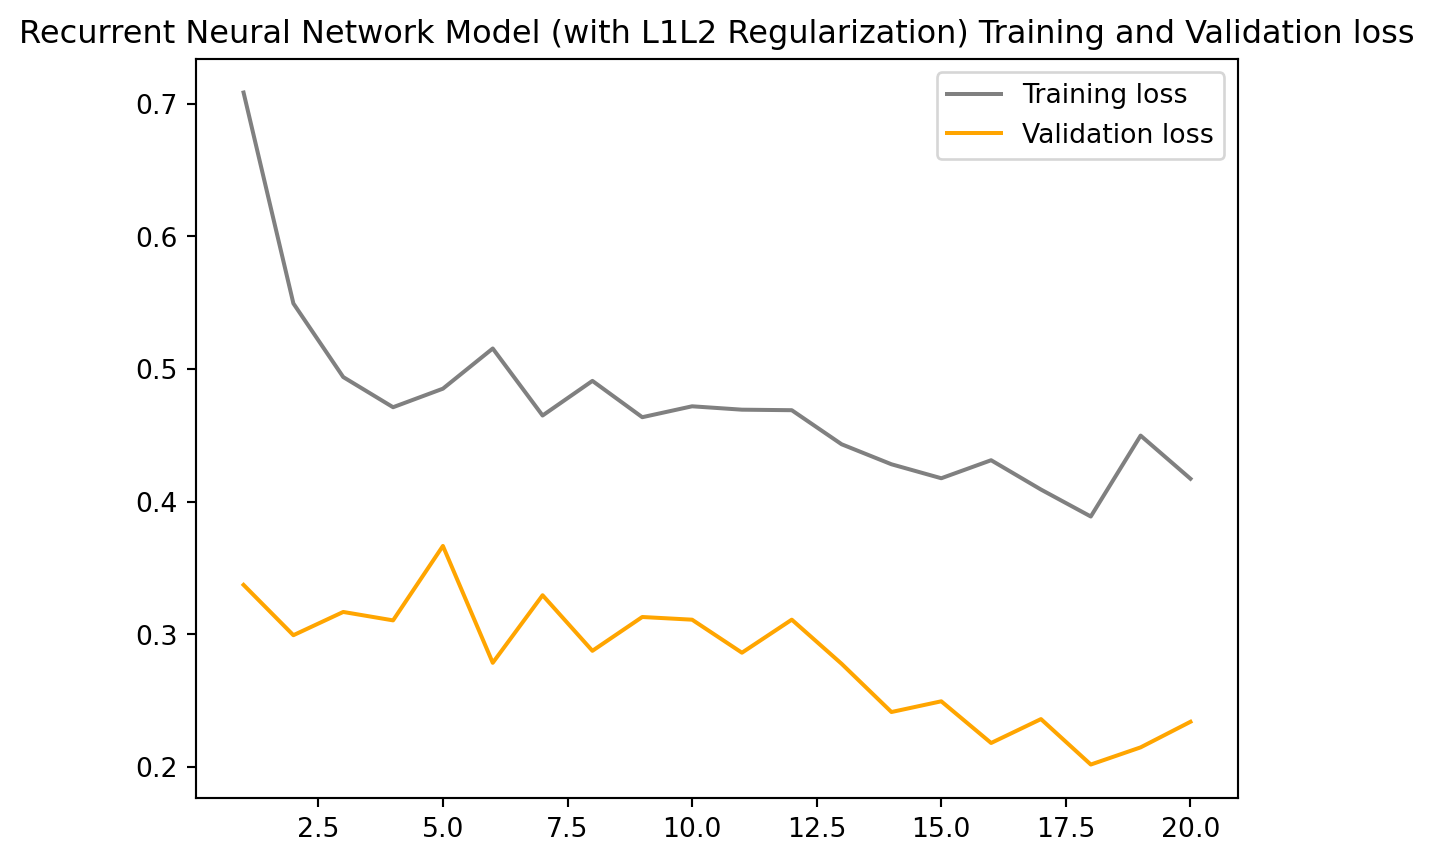 Recurrent Neural Network Model (with L1L2 Regularization) Training and Validation loss
Training loss
Validation loss
0.7
0.6
0.5
0.4
0.3
0.2
2.5 5.0 7.5 10.0 12.5 15.0 17.5 20.0